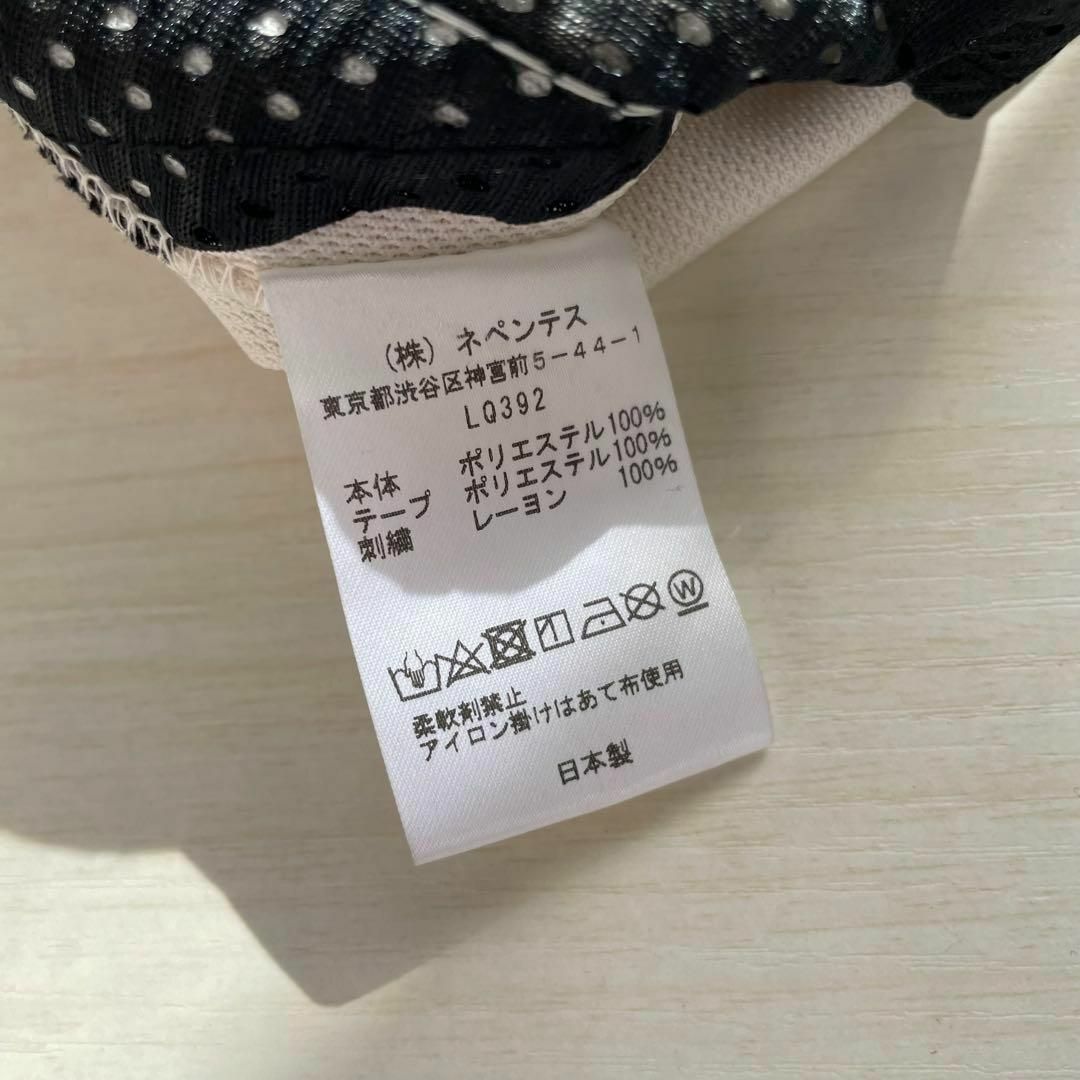 （株）ネペンテス
東京都渋谷区神宮前５－４４－１
LQ392
本体 ポリエステル100%
テープ ポリエステル100%
刺繍 レーヨン 100%
W
柔軟剤禁止
アイロン掛けはあて布使用
日本製